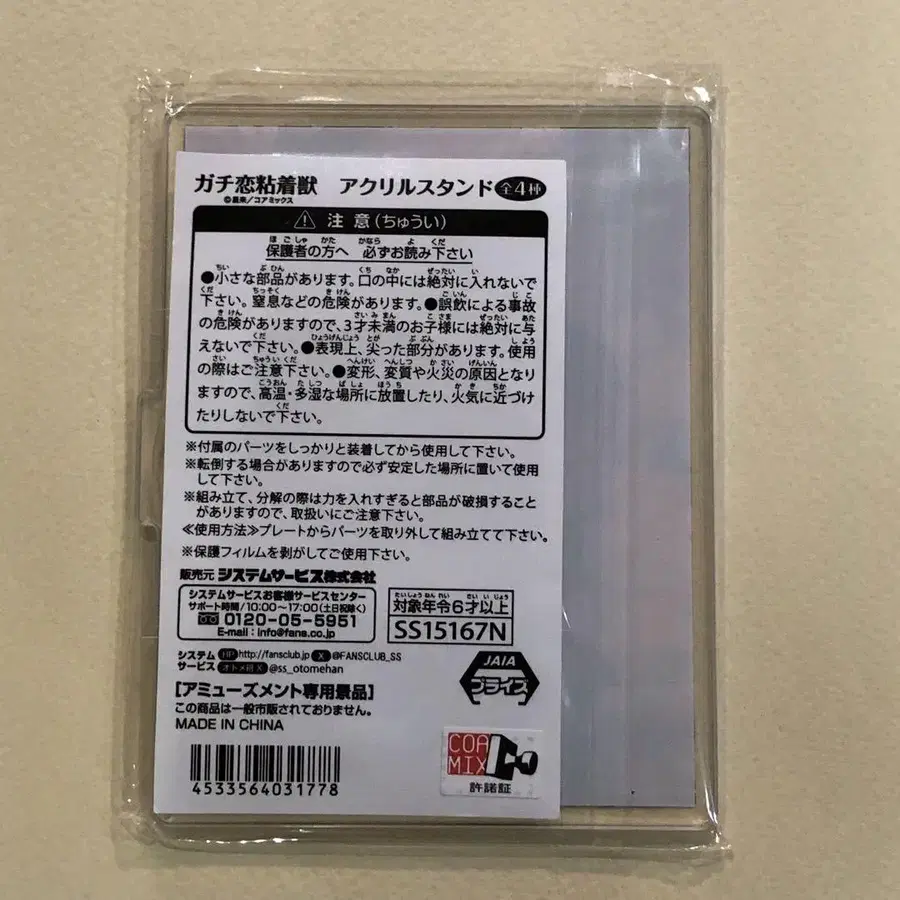 ガチ恋粘着獣 アクリルスタンド 全4種
©星来/コアミックス
注意(ちゅうい)
保護者の方へ 必ずお読み下さい
●小さな部品があります。口の中には絶対に入れないで
下さい。窒息などの危険があります。●誤飲による事故
の危険がありますので、3才未満のお子様には絶対に与
えないで下さい。●表現上、尖った部分があります。使用
の際はご注意下さい。●変形、変質や火災の原因となり
ますので、高温・多湿な場所に放置したり、火気に近づけ
たりしないで下さい。
※付属のパーツをしっかりと装着してから使用して下さい。
※転倒する場合がありますので必ず安定した場所に置いて使用
して下さい。
※組み立て、分解の際は力を入れすぎると部品が破損すること
がありますので、取扱いにご注意下さい。
≪使用方法≫プレートからパーツを取り外して組み立てて下さい。
※保護フィルムを剥がしてご使用下さい。
販売元 システムサービス株式会社
システムサービスお客様サービスセンター
サポート時間/10:00〜17:00(土日祝除く)
0120-05-5951
E-mail:info@fans.co.jp
対象年令6才以上
SS15167N
システム HP http://fansclub.jp X @FANSCLUB_SS
サービス オトメ班 X @ss_otomehan
JAIA
プライズ
[アミューズメント専用景品]
この商品は一般市販されておりません。
MADE IN CHINA
4533564031778
COA
MIX
許諾証